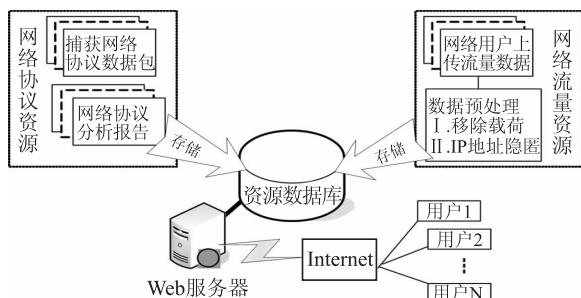 网络协议资源
捕获网络
协议数据包
网络协议
分析报告
存储
网络用户上
传流量数据
数据预处理
Ⅰ.移除载荷
Ⅱ.IP地址隐匿
网络流量资源
存储
资源数据库
Web服务器
Internet
用户1
用户2
用户N